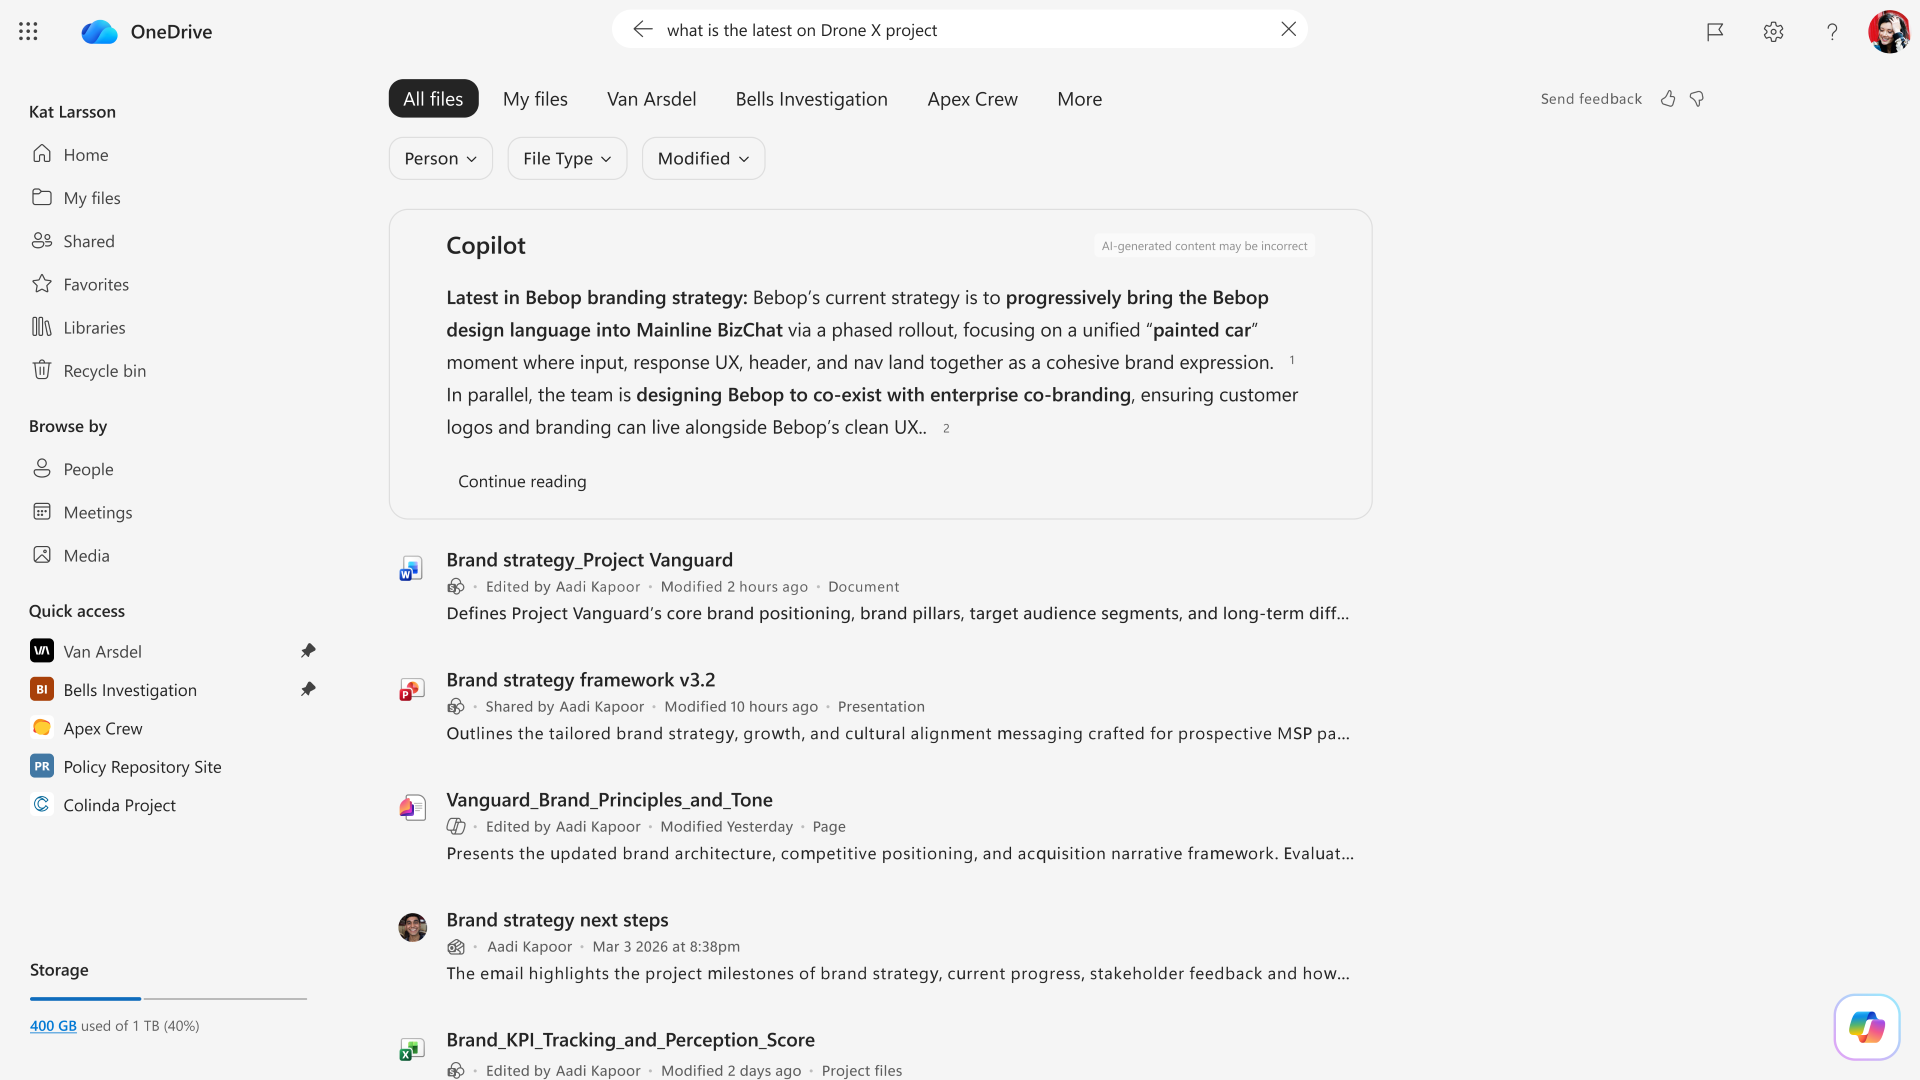 OneDrive
what is the latest on Drone X project
Kat Larsson
Home
My files
Shared
Favorites
Libraries
Recycle bin
Browse by
People
Meetings
Media
Quick access
VA Van Arsdel
BI Bells Investigation
Apex Crew
PR Policy Repository Site
Colinda Project
Storage
400 GB used of 1 TB (40%)
All files My files Van Arsdel Bells Investigation Apex Crew More
Send feedback
Person File Type Modified
Copilot
AI-generated content may be incorrect
Latest in Bebop branding strategy: Bebop’s current strategy is to progressively bring the Bebop
design language into Mainline BizChat via a phased rollout, focusing on a unified “painted car”
moment where input, response UX, header, and nav land together as a cohesive brand expression. 1
In parallel, the team is designing Bebop to co-exist with enterprise co-branding, ensuring customer
logos and branding can live alongside Bebop’s clean UX.. 2
Continue reading
Brand strategy_Project Vanguard
Edited by Aadi Kapoor • Modified 2 hours ago • Document
Defines Project Vanguard’s core brand positioning, brand pillars, target audience segments, and long-term diff...
Brand strategy framework v3.2
Shared by Aadi Kapoor • Modified 10 hours ago • Presentation
Outlines the tailored brand strategy, growth, and cultural alignment messaging crafted for prospective MSP pa...
Vanguard_Brand_Principles_and_Tone
Edited by Aadi Kapoor • Modified Yesterday • Page
Presents the updated brand architecture, competitive positioning, and acquisition narrative framework. Evaluat...
Brand strategy next steps
Aadi Kapoor • Mar 3 2026 at 8:38pm
The email highlights the project milestones of brand strategy, current progress, stakeholder feedback and how...
Brand_KPI_Tracking_and_Perception_Score
Edited by Aadi Kapoor • Modified 2 days ago • Project files